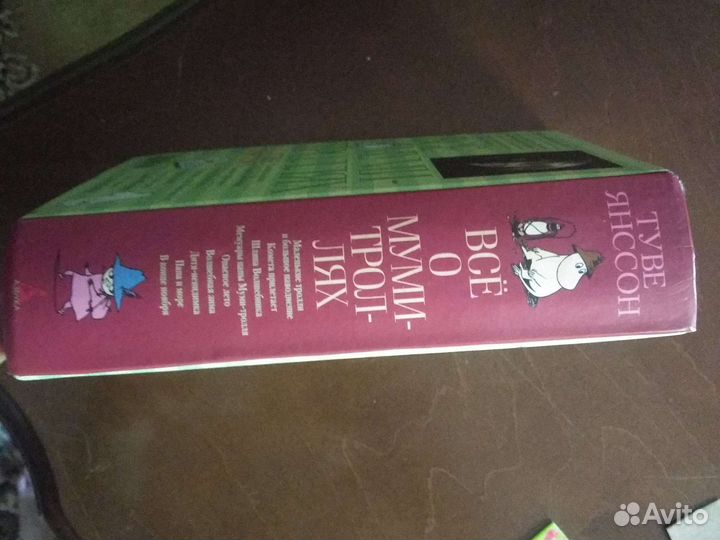 ТУВЕ
ЯНССОН
ВСЁ
О
МУМИ-
ТРОЛ-
ЛЯХ
Маленькие тролли
и большое наводнение
Комета прилетает
Шляпа Волшебника
Мемуары папы Муми-тролля
Опасное лето
Волшебная зима
Дитя-невидимка
Папа и море
В конце ноября
АЗБУКА
Avito